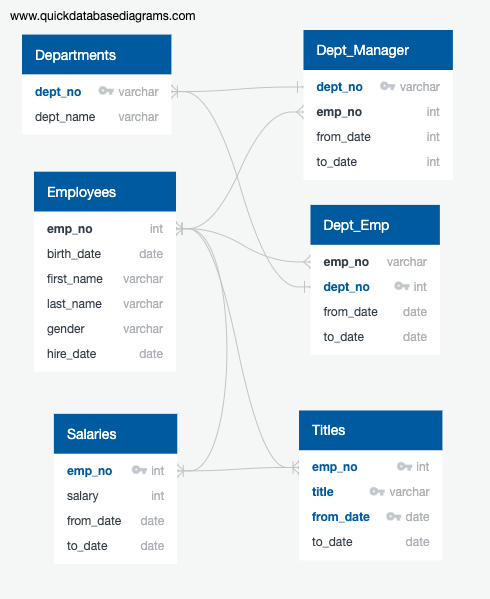 www.quickdatabasediagrams.com
Departments
dept_no varchar
dept_name varchar
Dept_Manager
dept_no varchar
emp_no int
from_date int
to_date int
Employees
emp_no int
birth_date date
first_name varchar
last_name varchar
gender varchar
hire_date date
Dept_Emp
emp_no varchar
dept_no int
from_date date
to_date date
Salaries
emp_no int
salary int
from_date date
to_date date
Titles
emp_no int
title varchar
from_date date
to_date date